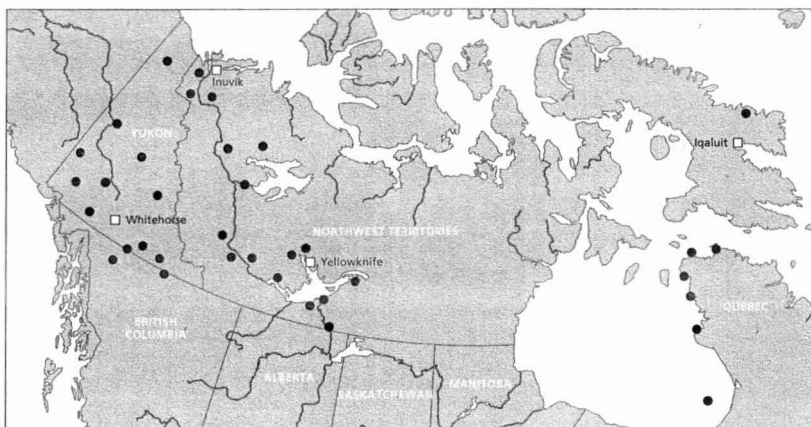 Inuvik
YUKON
Iqaluit
Whitehorse
NORTHWEST TERRITORIES
Yellowknife
QUEBEC
BRITISH
COLUMBIA
ALBERTA
SASKATCHEWAN
MANITOBA